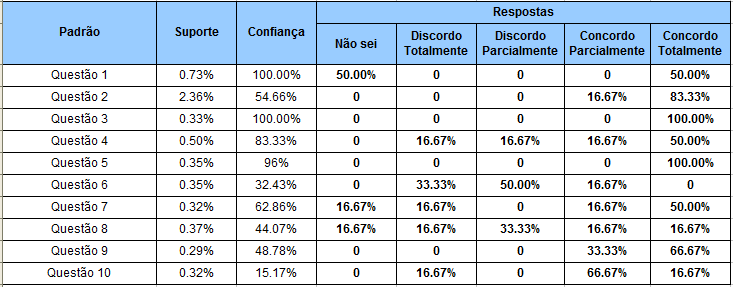 Padrão Suporte Confiança Respostas
Não sei Discordo Totalmente Discordo Parcialmente Concordo Parcialmente Concordo Totalmente
Questão 1 0.73% 100.00% 50.00% 0 0 0 50.00%
Questão 2 2.36% 54.66% 0 0 0 16.67% 83.33%
Questão 3 0.33% 100.00% 0 0 0 0 100.00%
Questão 4 0.50% 83.33% 0 16.67% 16.67% 16.67% 50.00%
Questão 5 0.35% 96% 0 0 0 0 100.00%
Questão 6 0.35% 32.43% 0 33.33% 50.00% 16.67% 0
Questão 7 0.32% 62.86% 16.67% 16.67% 0 16.67% 50.00%
Questão 8 0.37% 44.07% 16.67% 16.67% 33.33% 16.67% 16.67%
Questão 9 0.29% 48.78% 0 0 0 33.33% 66.67%
Questão 10 0.32% 15.17% 0 16.67% 0 66.67% 16.67%